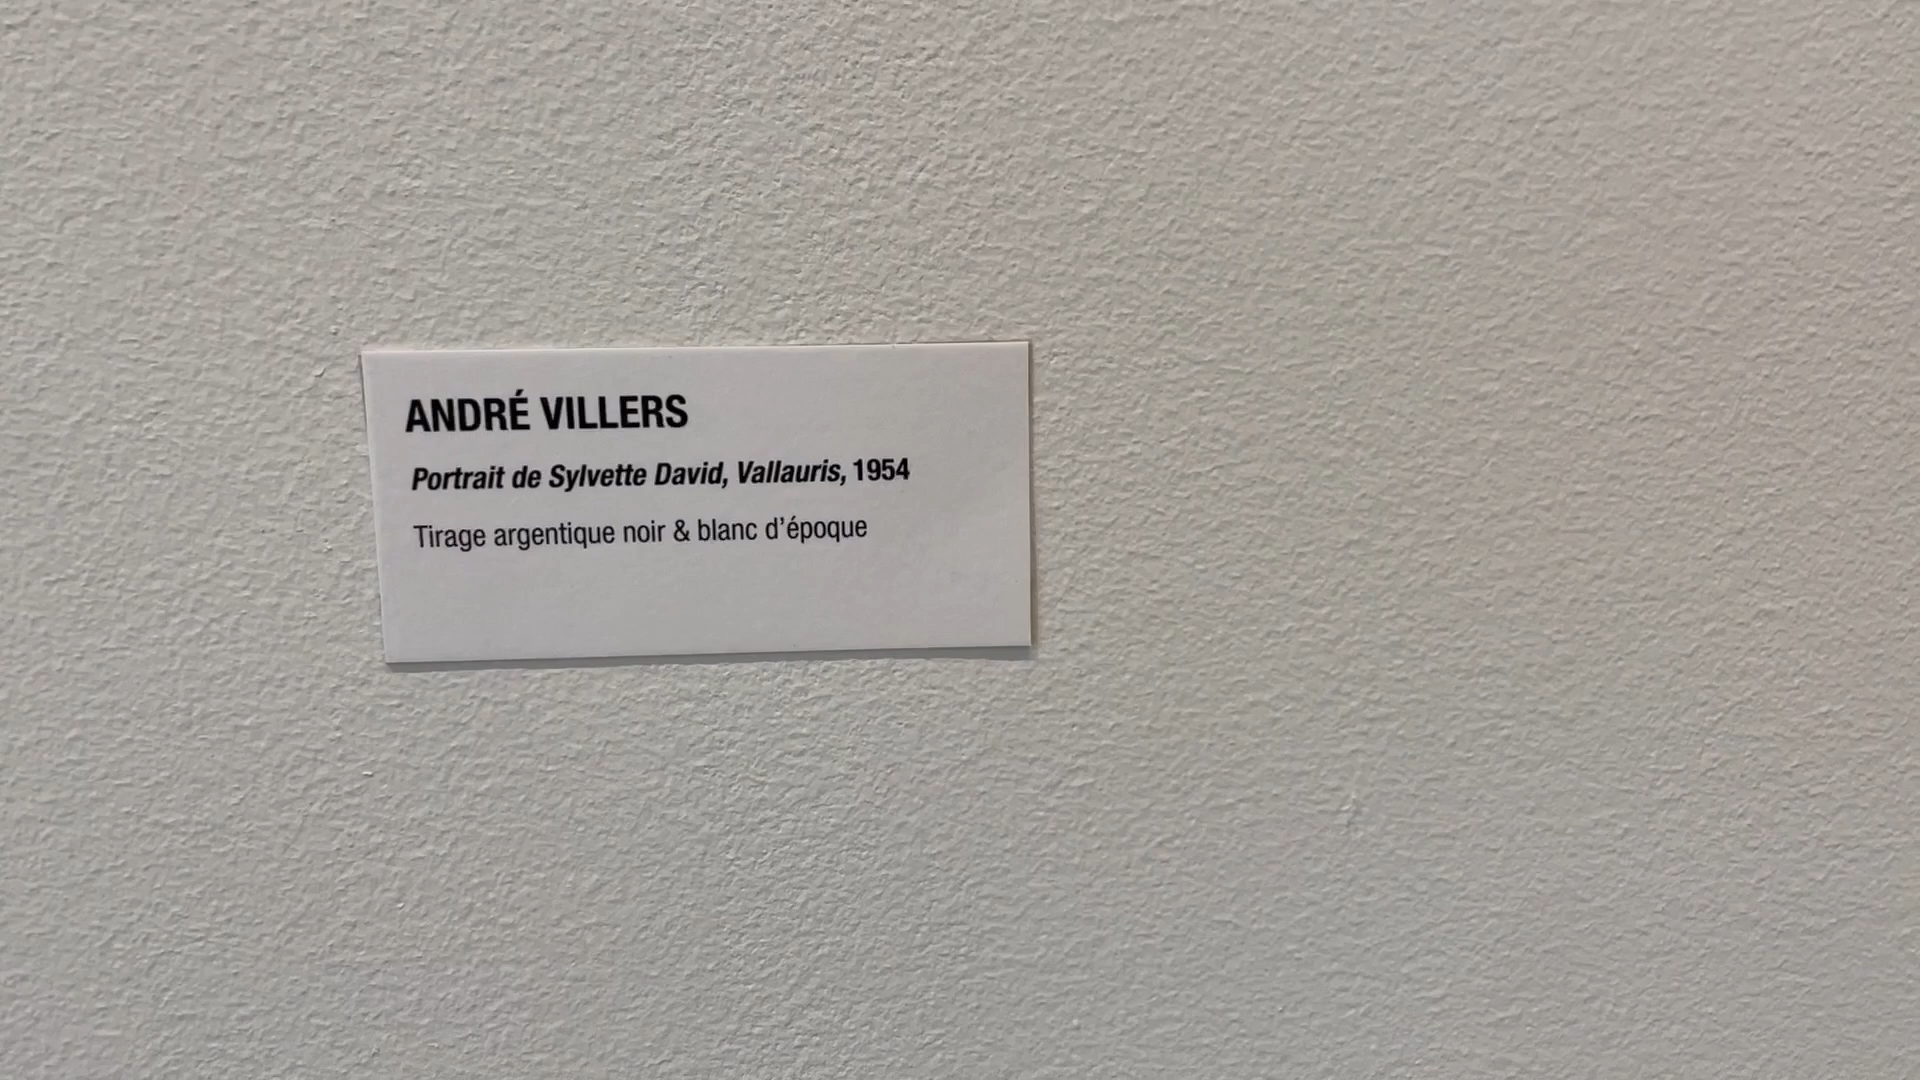 ANDRÉ VILLERS
Portrait de Sylvette David, Vallauris, 1954
Tirage argentique noir & blanc d’époque